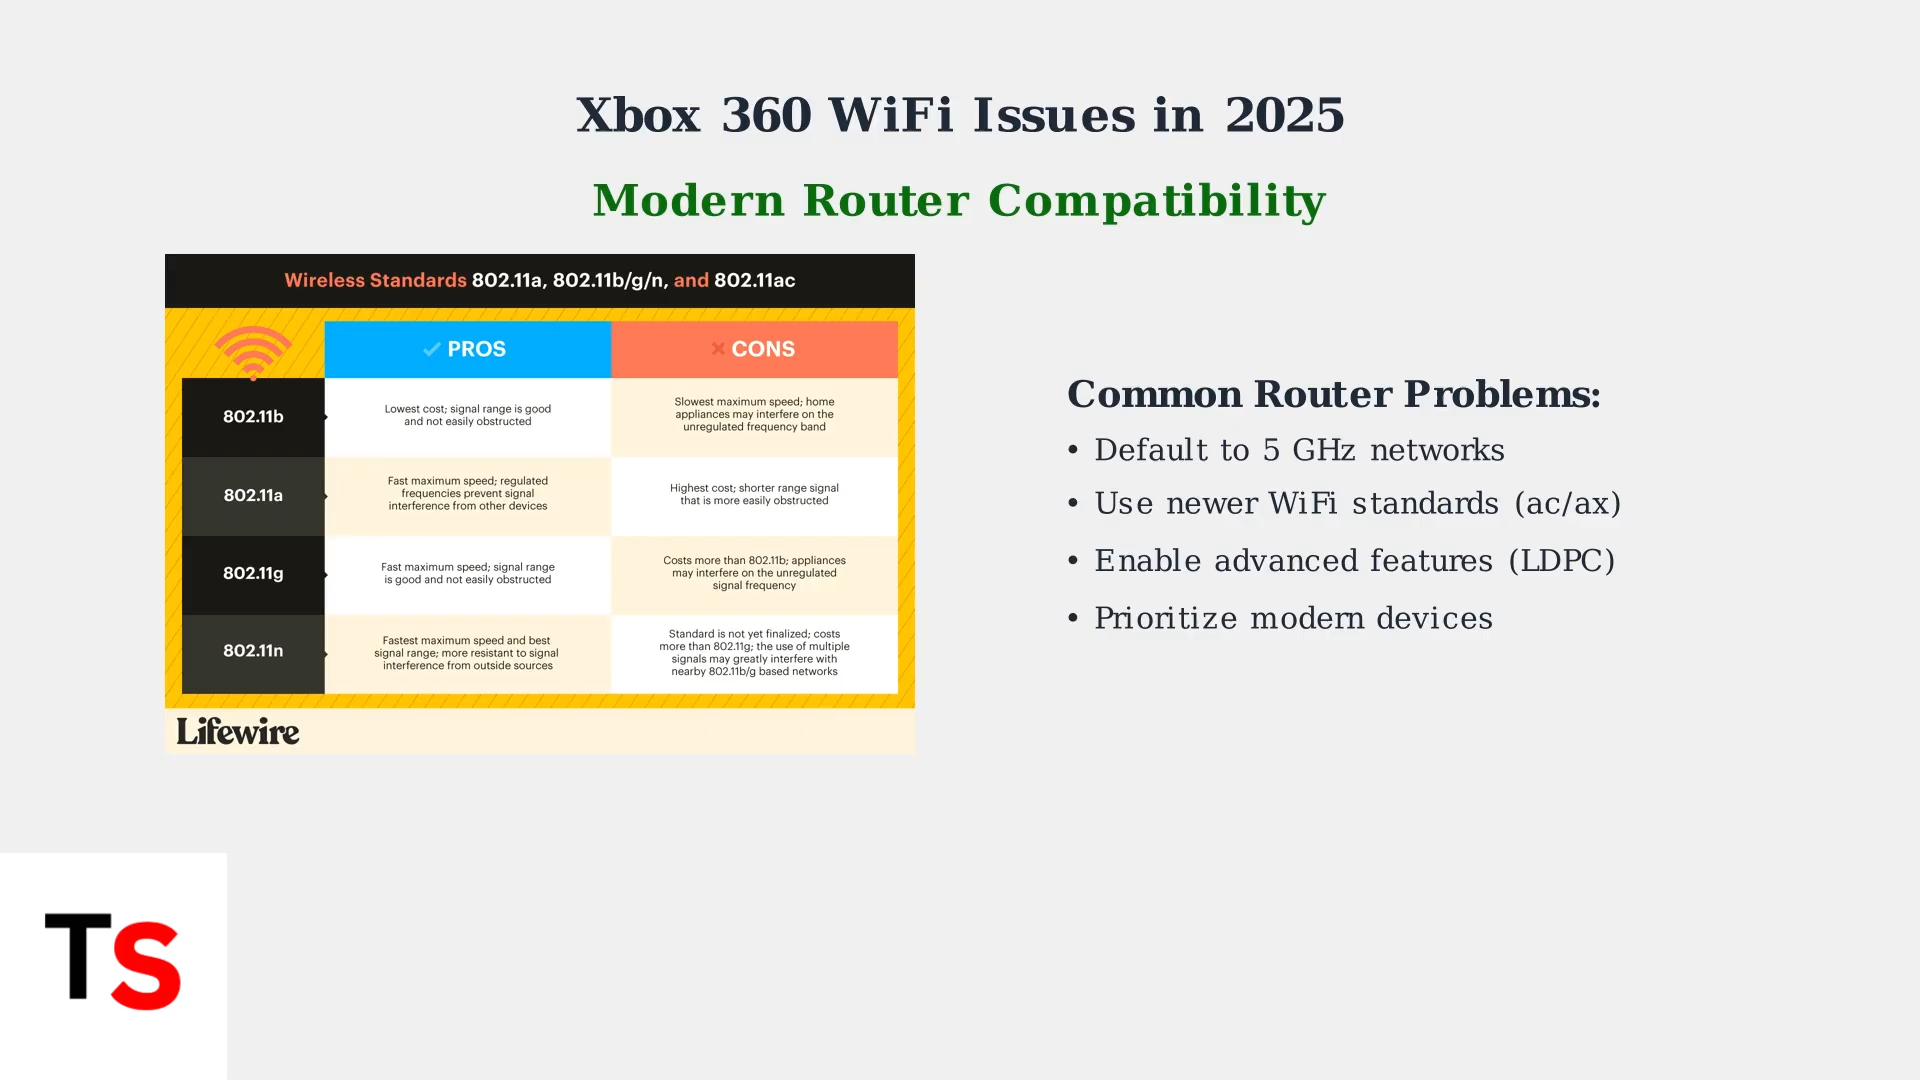 Xbox 360 WiFi Issues in 2025
Modern Router Compatibility
Wireless Standards 802.11a, 802.11b/g/n, and 802.11ac
PROS
CONS
802.11b
Lowest cost; signal range is good
and not easily obstructed
Slowest maximum speed; home
appliances may interfere on the
unregulated frequency band
802.11a
Fast maximum speed; regulated
frequencies prevent signal
interference from other devices
Highest cost; shorter range signal
that is more easily obstructed
802.11g
Fast maximum speed; signal range
is good and not easily obstructed
Costs more than 802.11b; appliances
may interfere on the unregulated
signal frequency
802.11n
Fastest maximum speed and best
signal range; more resistant to signal
interference from outside sources
Standard is not yet finalized; costs
more than 802.11g; the use of multiple
signals may greatly interfere with
nearby 802.11b/g based networks
Lifewire
Common Router Problems:
• Default to 5 GHz networks
• Use newer WiFi standards (ac/ax)
• Enable advanced features (LDPC)
• Prioritize modern devices
TS